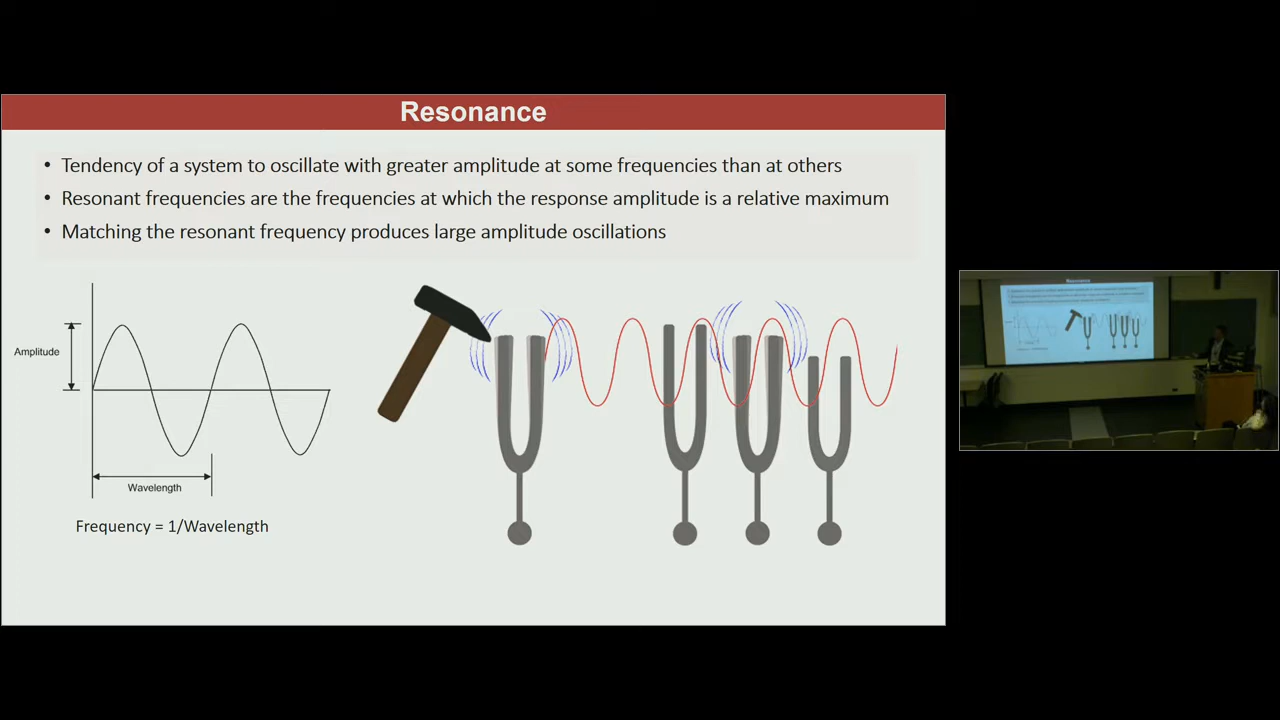 Resonance
• Tendency of a system to oscillate with greater amplitude at some frequencies than at others
• Resonant frequencies are the frequencies at which the response amplitude is a relative maximum
• Matching the resonant frequency produces large amplitude oscillations
Amplitude
Wavelength
Frequency = 1/Wavelength
Resonance